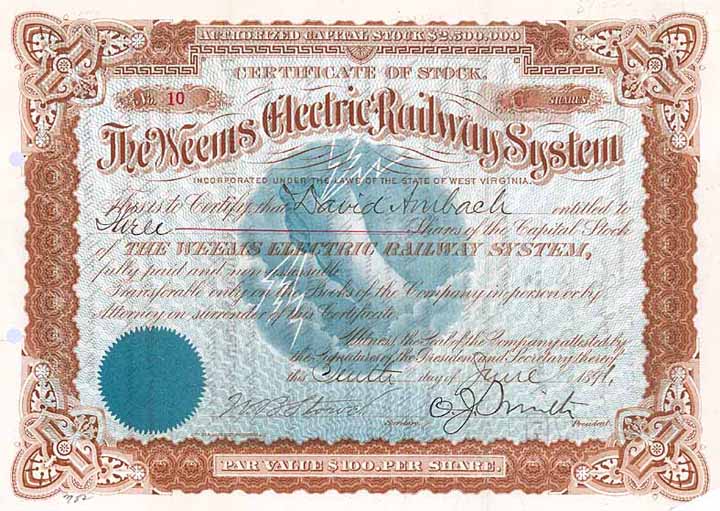 AUTHORIZED CAPITAL STOCK $2,500,000
CERTIFICATE OF STOCK.
No. 10 SHARES
The Weems Electric Railway System
INCORPORATED UNDER THE LAWS OF THE STATE OF WEST VIRGINIA.
This is to Certify that David Ambach entitled to
Three Shares of the Capital Stock
of THE WEEMS ELECTRIC RAILWAY SYSTEM,
fully paid and non-assessable.
Transferable only on the Books of the Company in person or by
Attorney on surrender of this Certificate.
Witness the Seal of the Company attested by
the Signatures of the President and Secretary thereof
this day of June 1891.
Secretary. President.
PAR VALUE $100. PER SHARE.